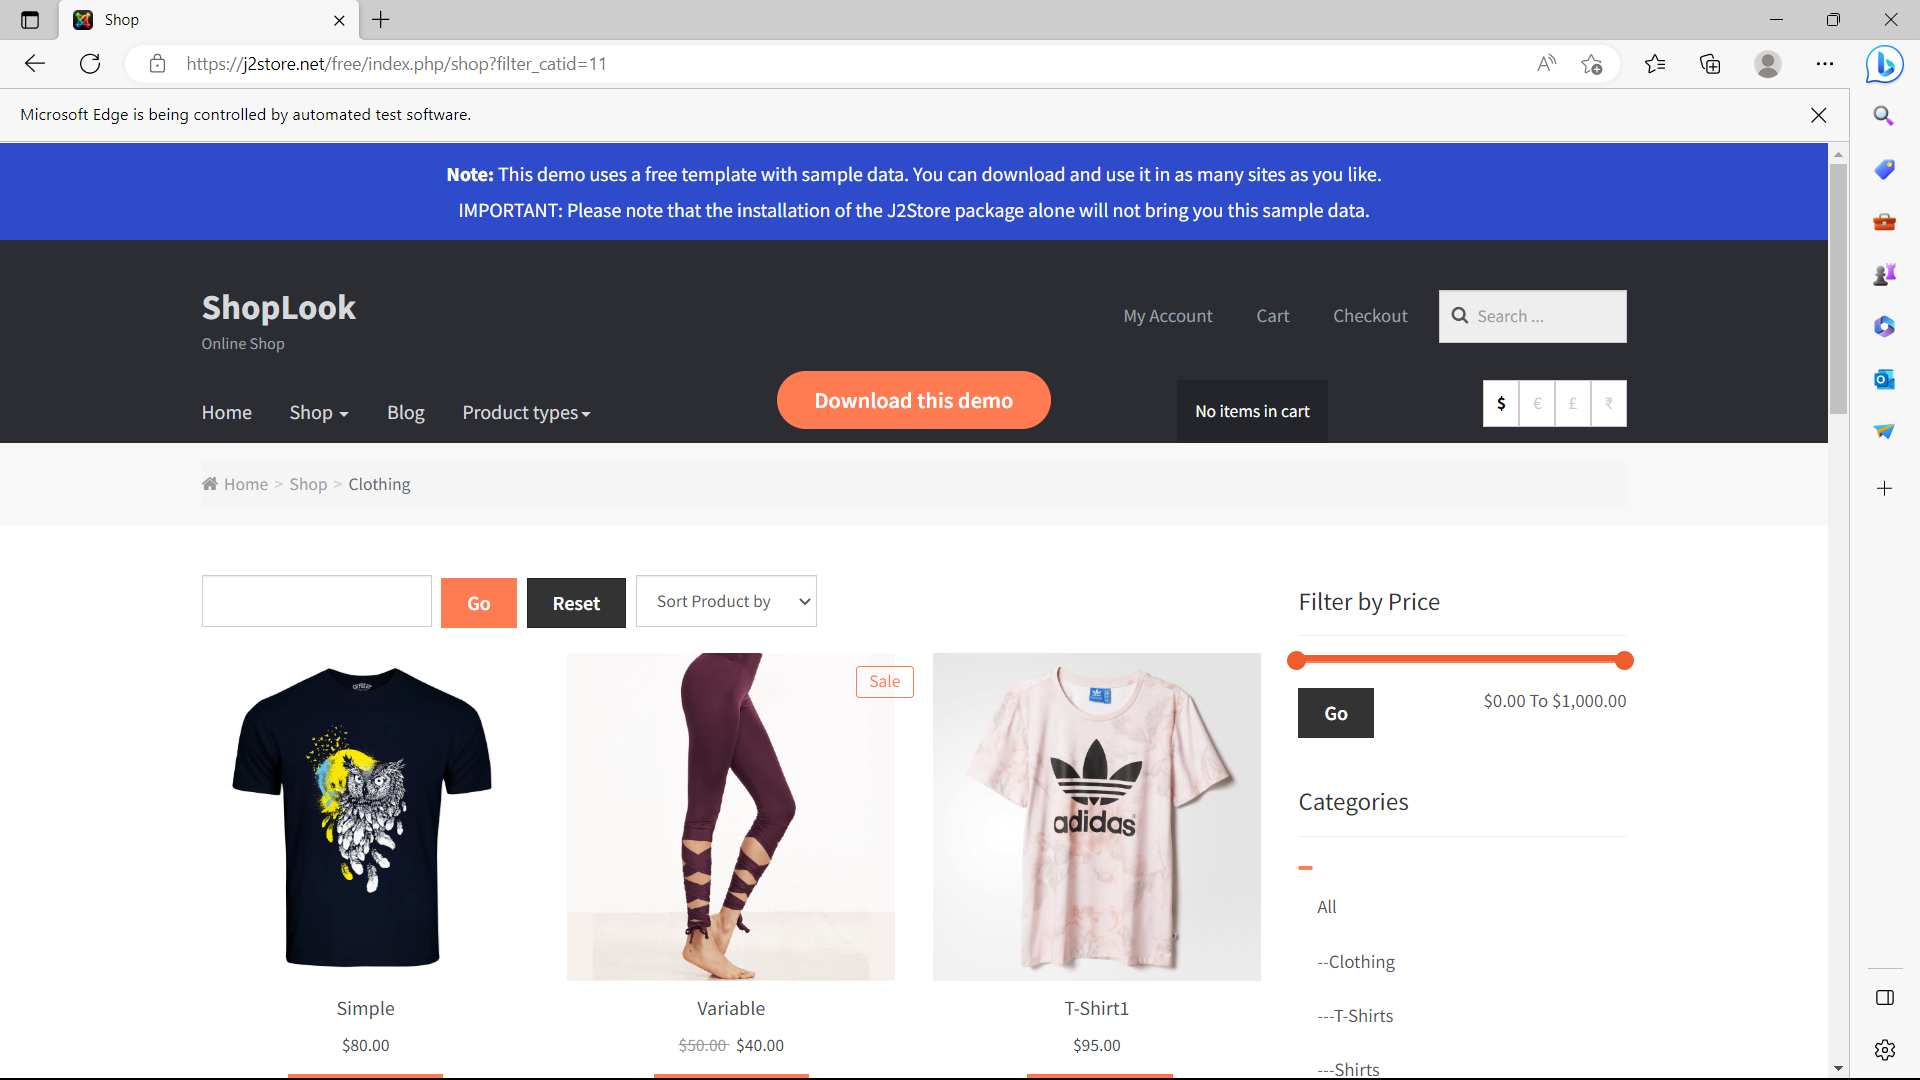 Shop
https://j2store.net/free/index.php/shop?filter_catid=11
Microsoft Edge is being controlled by automated test software.
Note: This demo uses a free template with sample data. You can download and use it in as many sites as you like.
IMPORTANT: Please note that the installation of the J2Store package alone will not bring you this sample data.
ShopLook
Online Shop
My Account
Cart
Checkout
Search ...
Home
Shop
Blog
Product types
Download this demo
No items in cart
$
€
£
₹
Home > Shop > Clothing
Go
Reset
Sort Product by
Filter by Price
Go
$0.00 To $1,000.00
Sale
adidas
Categories
All
--Clothing
---T-Shirts
---Shirts
Simple
$80.00
Variable
$50.00 $40.00
T-Shirt1
$95.00